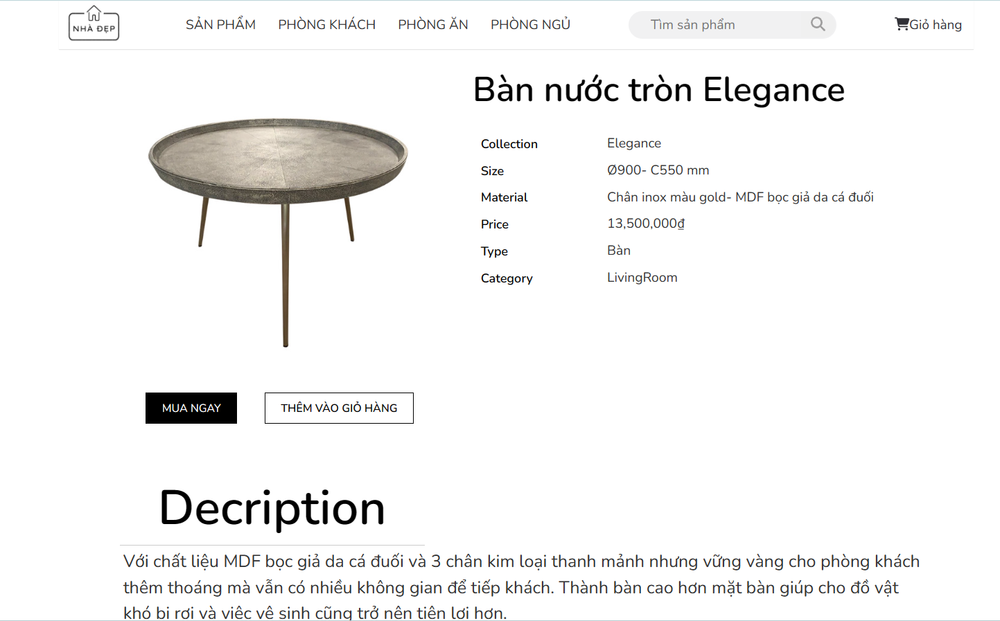 NHÀ ĐẸP
SẢN PHẨM PHÒNG KHÁCH PHÒNG ĂN PHÒNG NGỦ Tìm sản phẩm Giỏ hàng
Bàn nước tròn Elegance
Collection Elegance
Size Ø900- C550 mm
Material Chân inox màu gold- MDF bọc giả da cá đuối
Price 13,500,000₫
Type Bàn
Category LivingRoom
MUA NGAY THÊM VÀO GIỎ HÀNG
Decription
Với chất liệu MDF bọc giả da cá đuối và 3 chân kim loại thanh mảnh nhưng vững vàng cho phòng khách
thêm thoáng mà vẫn có nhiều không gian để tiếp khách. Thành bàn cao hơn mặt bàn giúp cho đồ vật
khó bị rơi và việc vệ sinh cũng trở nên tiện lợi hơn.